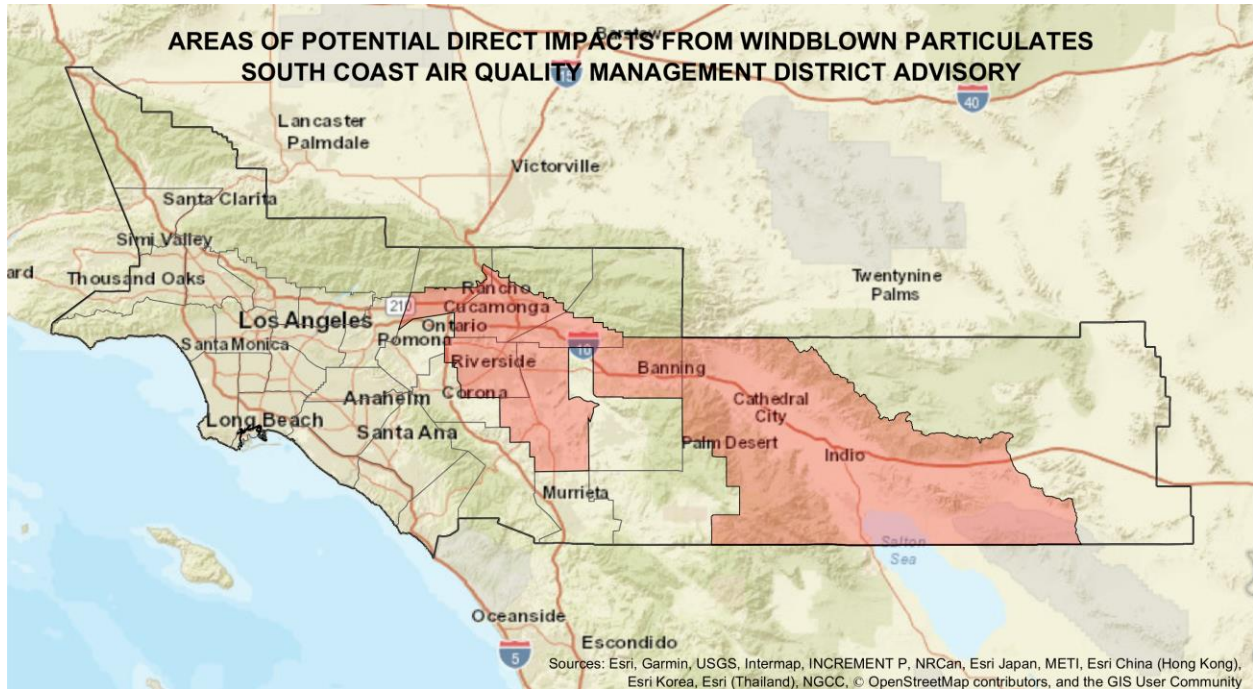 AREAS OF POTENTIAL DIRECT IMPACTS FROM WINDBLOWN PARTICULATES
SOUTH COAST AIR QUALITY MANAGEMENT DISTRICT ADVISORY
Barstow
15
40
Lancaster
Palmdale
Victorville
Santa Clarita
Simi Valley
ard
Thousand Oaks
Twentynine
Palms
210
Rancho
Cucamonga
Los Angeles
Ontario
Pomona
Santa Monica
10
Riverside
Banning
Corona
Anaheim
Cathedral
City
Long Beach
Santa Ana
Palm Desert
Indio
Murrieta
Salton
Sea
Oceanside
Escondido
5
Sources: Esri, Garmin, USGS, Intermap, INCREMENT P, NRCan, Esri Japan, METI, Esri China (Hong Kong),
Esri Korea, Esri (Thailand), NGCC, © OpenStreetMap contributors, and the GIS User Community